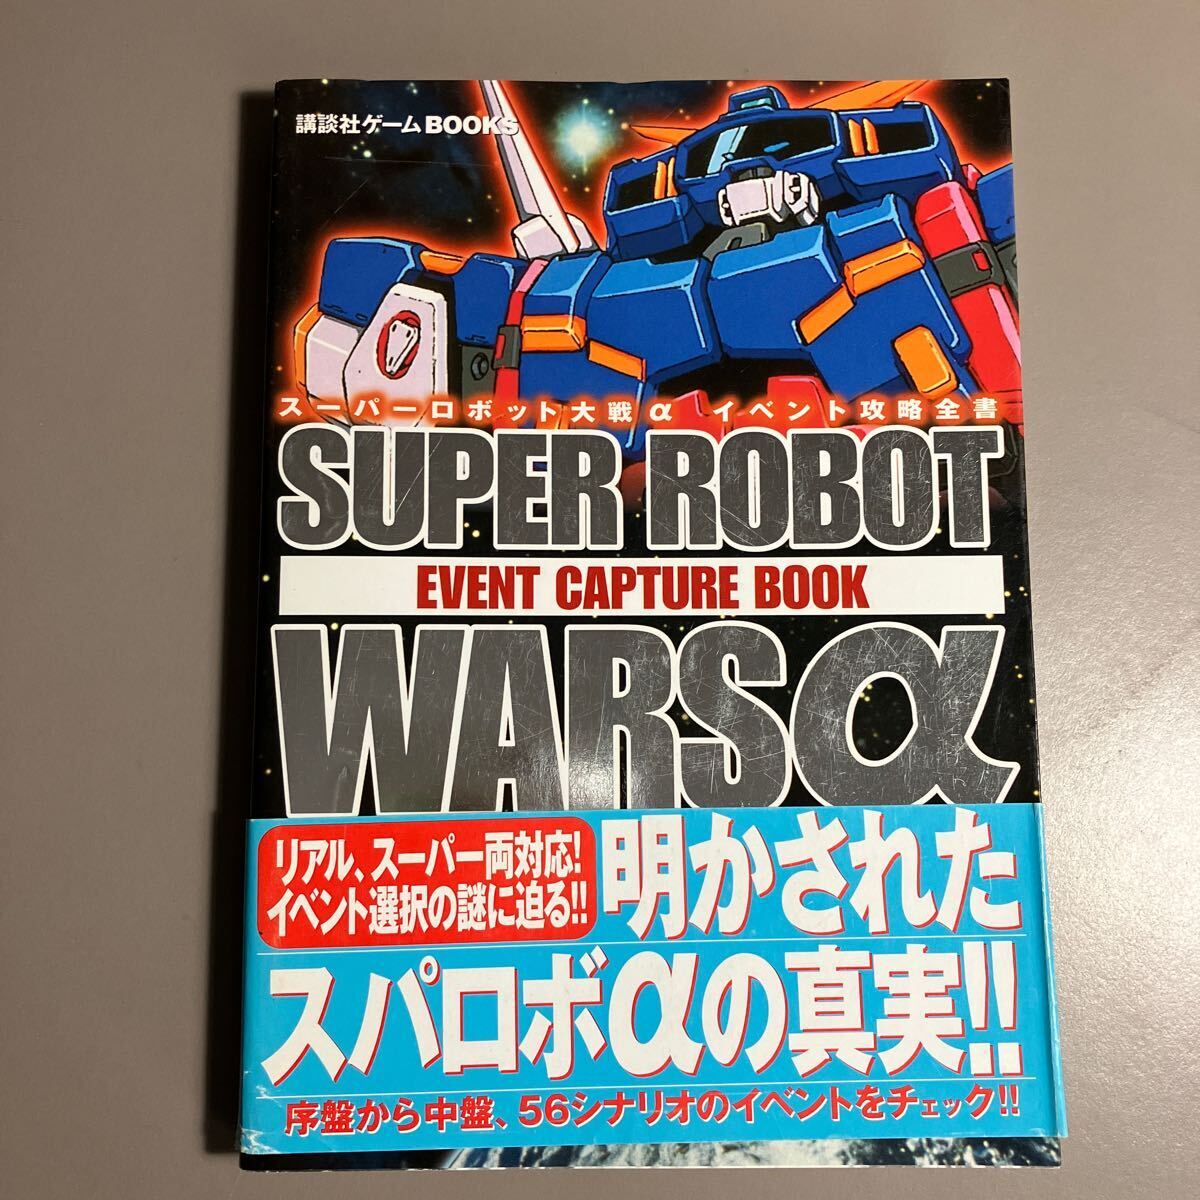 講談社ゲームBOOKS
スーパーロボット大戦α イベント攻略全書
SUPER ROBOT
EVENT CAPTURE BOOK
WARSα
リアル、スーパー両対応!
イベント選択の謎に迫る!!
明かされた
スパロボαの真実!!
序盤から中盤、56シナリオのイベントをチェック!!